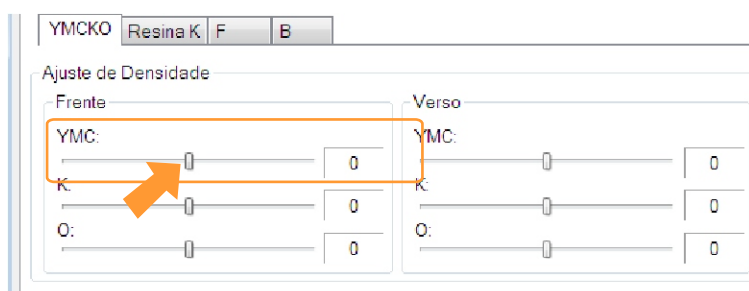 YMCKO Resina K F B
Ajuste de Densidade
Frente Verso
YMC: YMC:
0 0
K: K:
0 0
O: O:
0 0